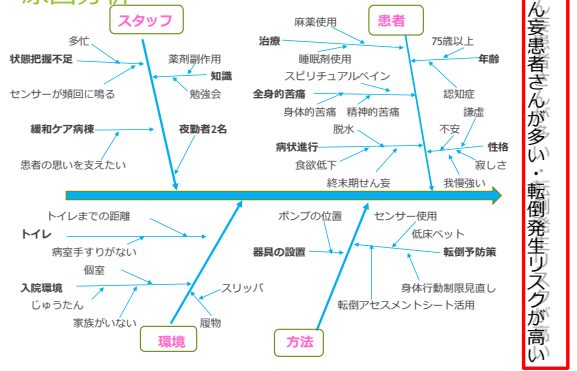 原因分析
スタッフ
多忙
状態把握不足
センサーが頻回に鳴る
薬剤副作用
知識
勉強会
緩和ケア病棟
夜勤者2名
患者の思いを支えたい
患者
麻薬使用
治療
睡眠剤使用
75歳以上
年齢
認知症
スピリチュアルペイン
全身的苦痛
身体的苦痛
精神的苦痛
謙虚
不安
性格
寂しさ
我慢強い
脱水
病状進行
食欲低下
終末期せん妄
トイレまでの距離
トイレ
病室手すりがない
個室
入院環境
じゅうたん
家族がいない
スリッパ
履物
環境
ポンプの位置
器具の設置
センサー使用
低床ベット
転倒予防策
身体行動制限見直し
転倒アセスメントシート活用
方法
ん妄患者さんが多い・転倒発生リスクが高い